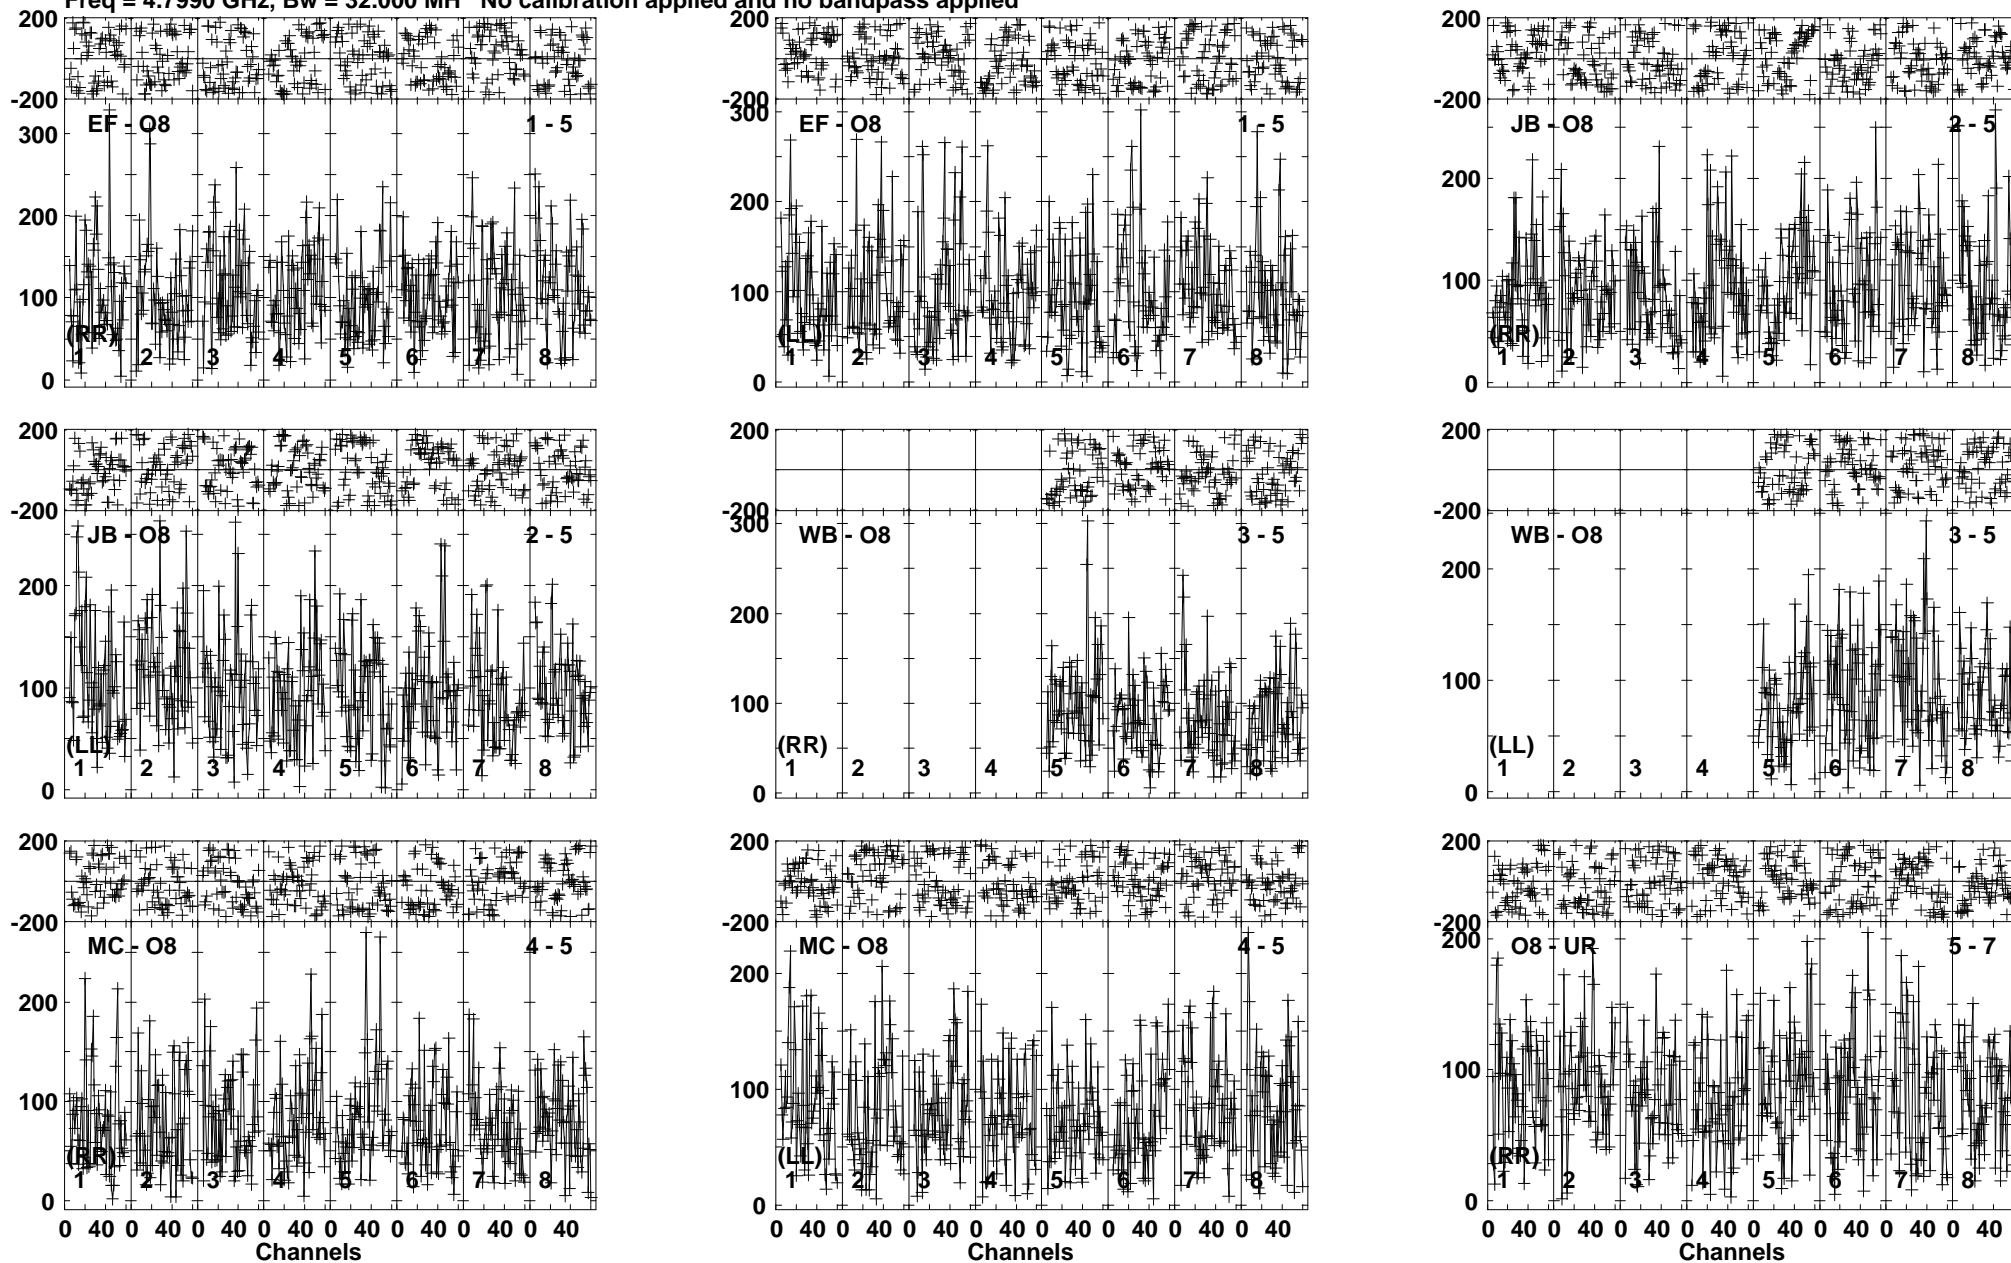 Freq = 4.7990 GHz, Bw = 32.000 MH No calibration applied and no bandpass applied
200 200 200
-200 -200 -200
EF - O8 1 - 5 EF - O8 1 - 5 JB - O8 2 - 5
300 300
200 200 200
100 100 100
(RR) (LL) (RR)
1 2 3 4 5 6 7 8 1 2 3 4 5 6 7 8 1 2 3 4 5 6 7 8
0 0 0
200 200 200
-200 -200 -200
JB - O8 2 - 5 WB - O8 3 - 5 WB - O8 3 - 5
300
200 200 200
100 100 100
(LL) (RR) (LL)
1 2 3 4 5 6 7 8 1 2 3 4 5 6 7 8 1 2 3 4 5 6 7 8
0 0 0
200 200 200
-200 -200 -200
MC - O8 4 - 5 MC - O8 4 - 5 O8 - UR 5 - 7
200 200 200
100 100 100
(RR) (LL) (RR)
1 2 3 4 5 6 7 8 1 2 3 4 5 6 7 8 1 2 3 4 5 6 7 8
0 0 0
0 40 0 40 0 40 0 40 0 40 0 40 0 40 0 40 0 40 0 40 0 40 0 40 0 40 0 40 0 40 0 40 0 40 0 40 0 40 0 40 0 40 0 40 0 40 0 40
Channels Channels Channels